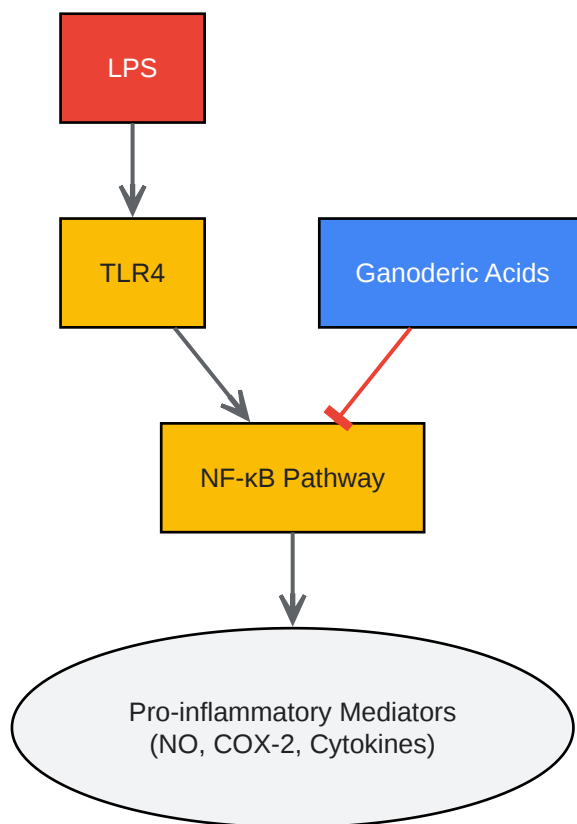 LPS
TLR4
Ganoderic Acids
NF-κB Pathway
Pro-inflammatory Mediators
(NO, COX-2, Cytokines)